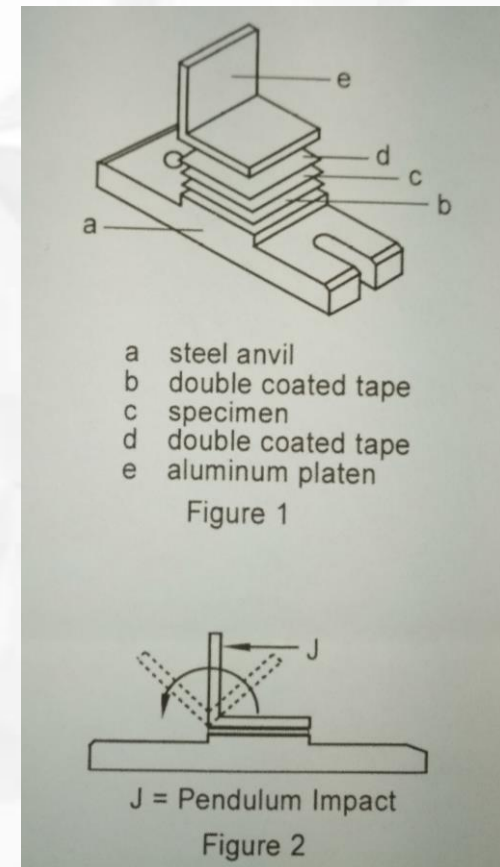 e
d
c
b
a
a steel anvil
b double coated tape
c specimen
d double coated tape
e aluminum platen
Figure 1
J
J = Pendulum Impact
Figure 2